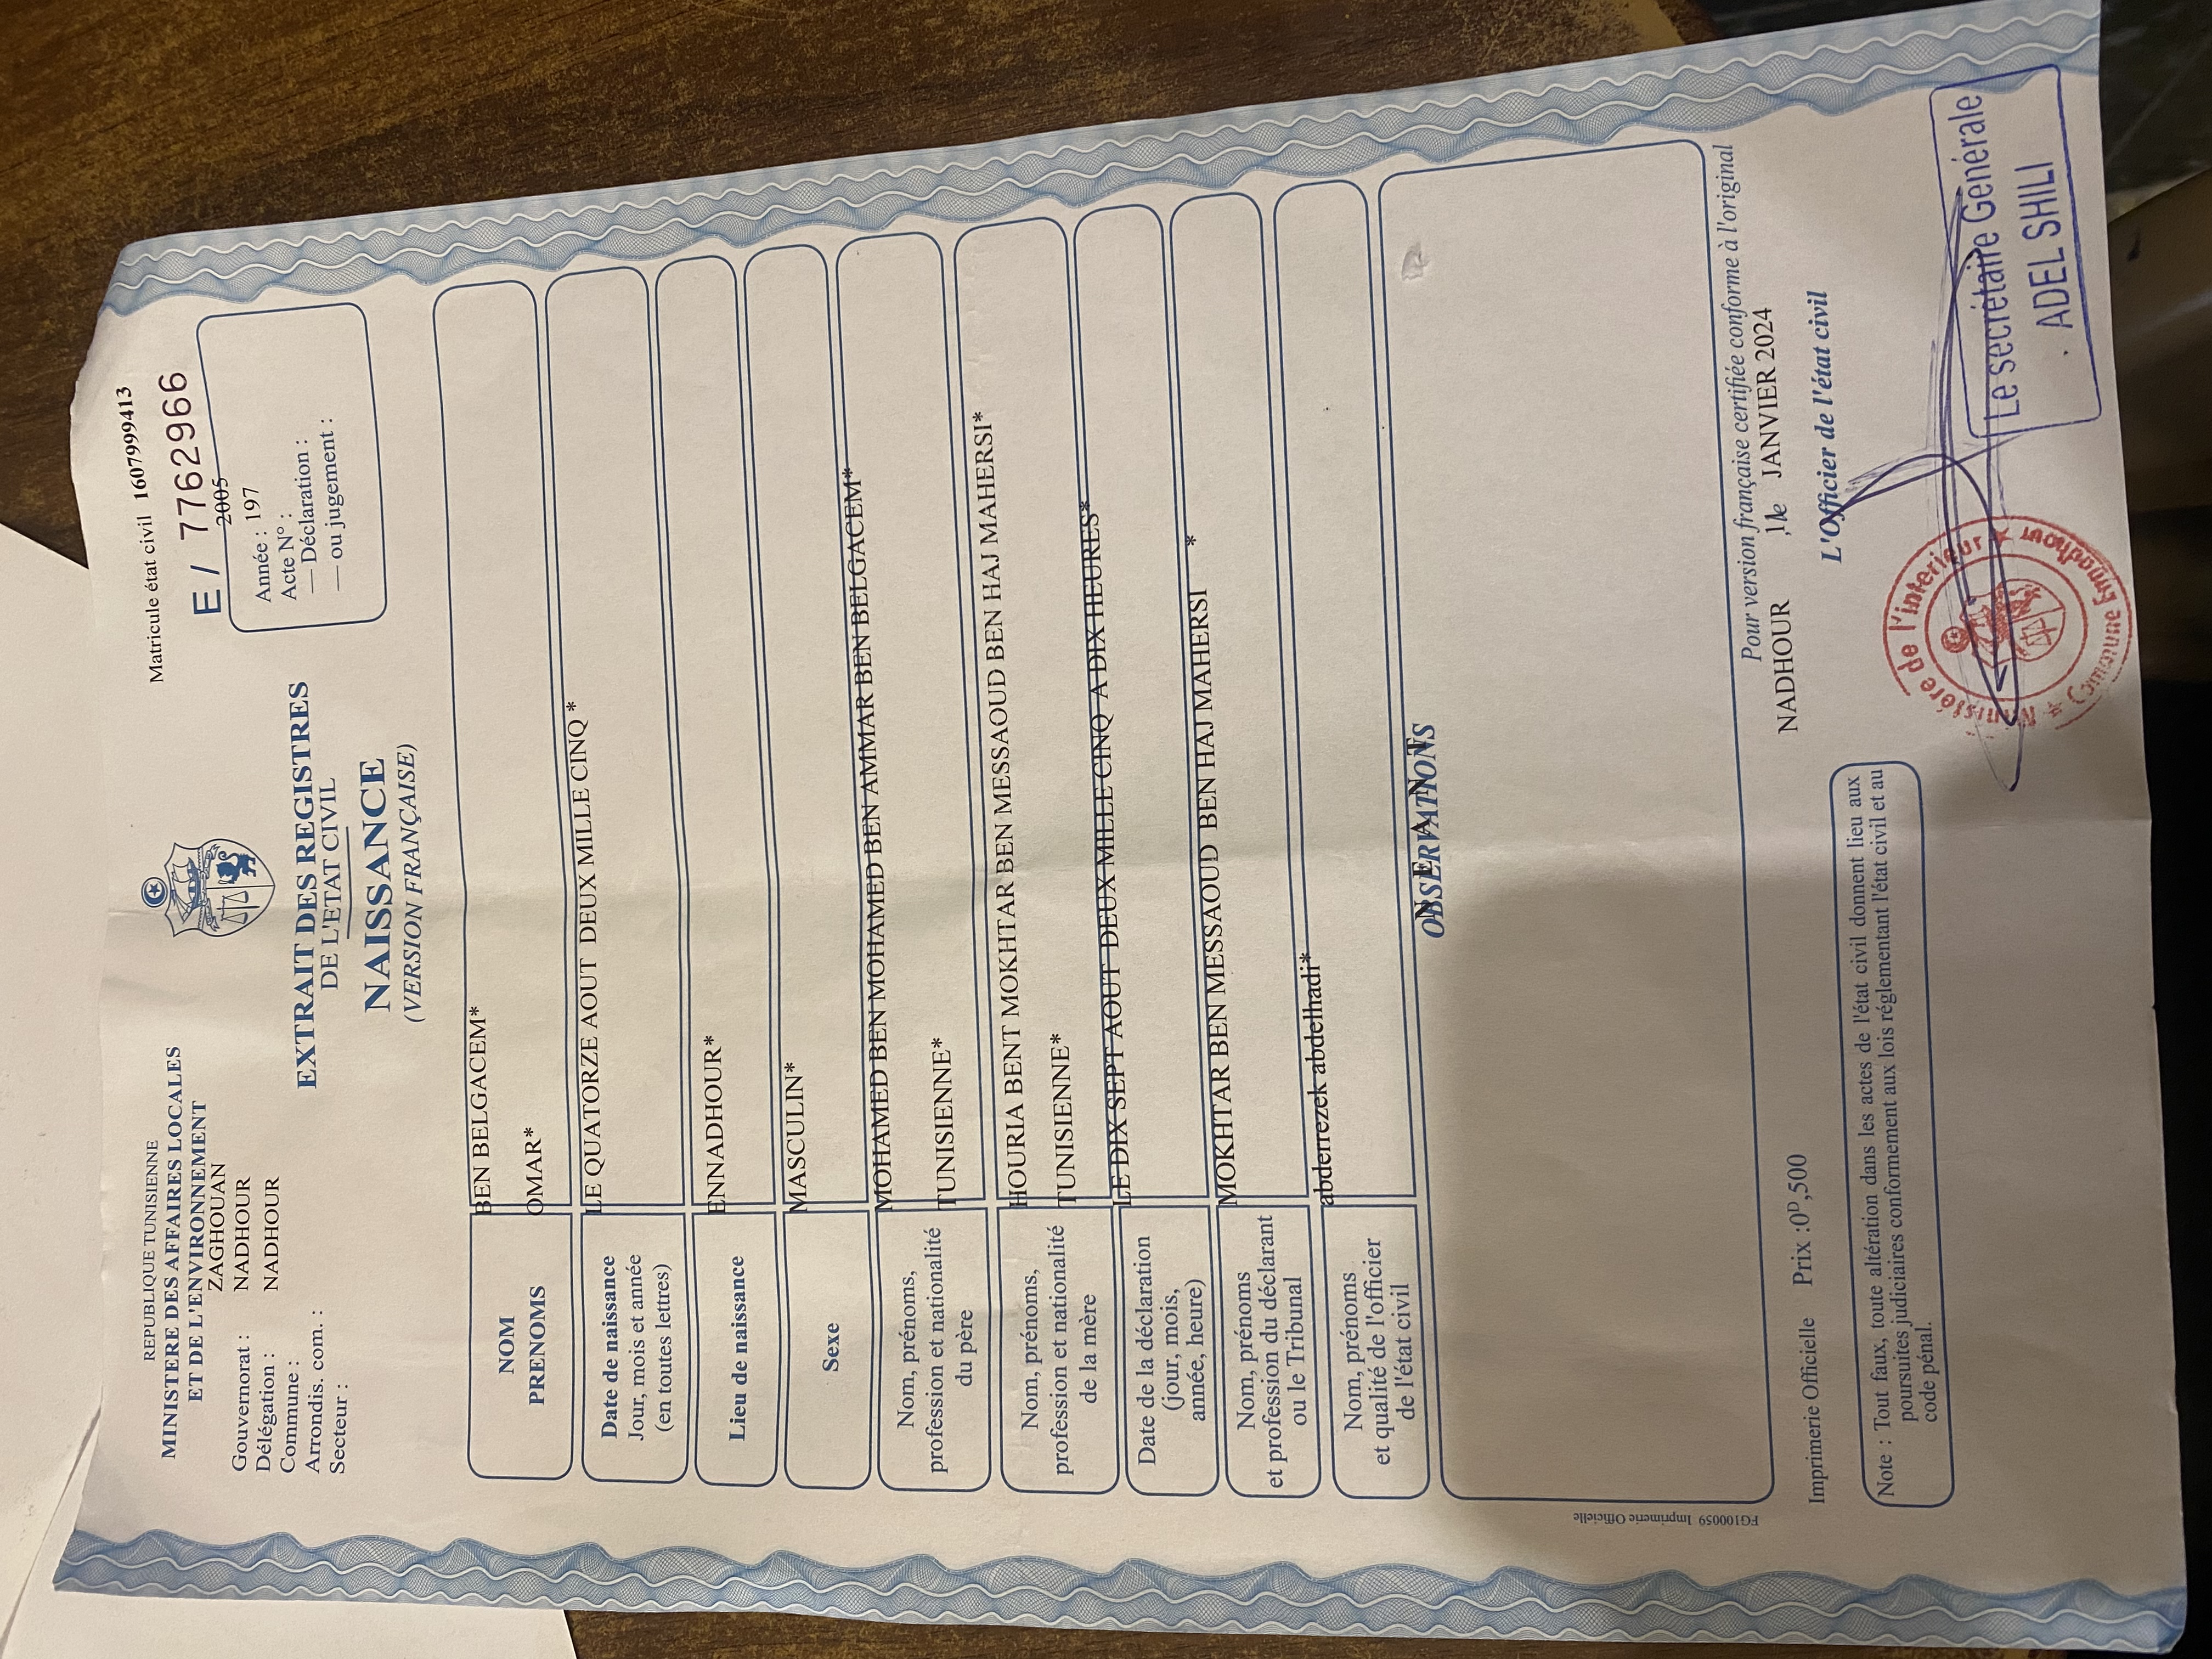 REPUBLIQUE TUNISIENNE
MINISTERE DES AFFAIRES LOCALES
ET DE L'ENVIRONNEMENT
Gouvernorat : ZAGHOUAN
Délégation : NADHOUR
Commune : NADHOUR
Arrondis. com. :
Secteur :
Matricule état civil 1607999413
E / 7762966
2005
Année : 197
Acte N° :
— Déclaration :
— ou jugement :
EXTRAIT DES REGISTRES
DE L'ETAT CIVIL
NAISSANCE
(VERSION FRANÇAISE)
NOM BEN BELGACEM*
PRENOMS OMAR*
Date de naissance
Jour, mois et année
(en toutes lettres)
LE QUATORZE AOUT DEUX MILLE CINQ *
Lieu de naissance ENNADHOUR*
Sexe MASCULIN*
Nom, prénoms,
profession et nationalité
du père
MOHAMED BEN MOHAMED BEN AMMAR BEN BELGACEM*
TUNISIENNE*
Nom, prénoms,
profession et nationalité
de la mère
HOURIA BENT MOKHTAR BEN MESSAOUD BEN HAJ MAHERSI*
TUNISIENNE*
Date de la déclaration
(jour, mois,
année, heure)
LE DIX SEPT AOUT DEUX MILLE CINQ A DIX HEURES*
Nom, prénoms
et profession du déclarant
ou le Tribunal
MOKHTAR BEN MESSAOUD BEN HAJ MAHERSI *
Nom, prénoms
et qualité de l'officier
de l'état civil
abderrezek abdelhadi*
OBSERVATIONS
N E A N T
Pour version française certifiée conforme à l'original
NADHOUR ,le JANVIER 2024
L'Officier de l'état civil
Le secrétaire Générale
ADEL SHILI
Ministère de l'interieur
Commune Ennadhour
Imprimerie Officielle Prix :0D,500
Note : Tout faux, toute altération dans les actes de l'état civil donnent lieu aux
poursuites judiciaires conformement aux lois réglementant l'état civil et au
code pénal.
FG100059 Imprimerie Officielle